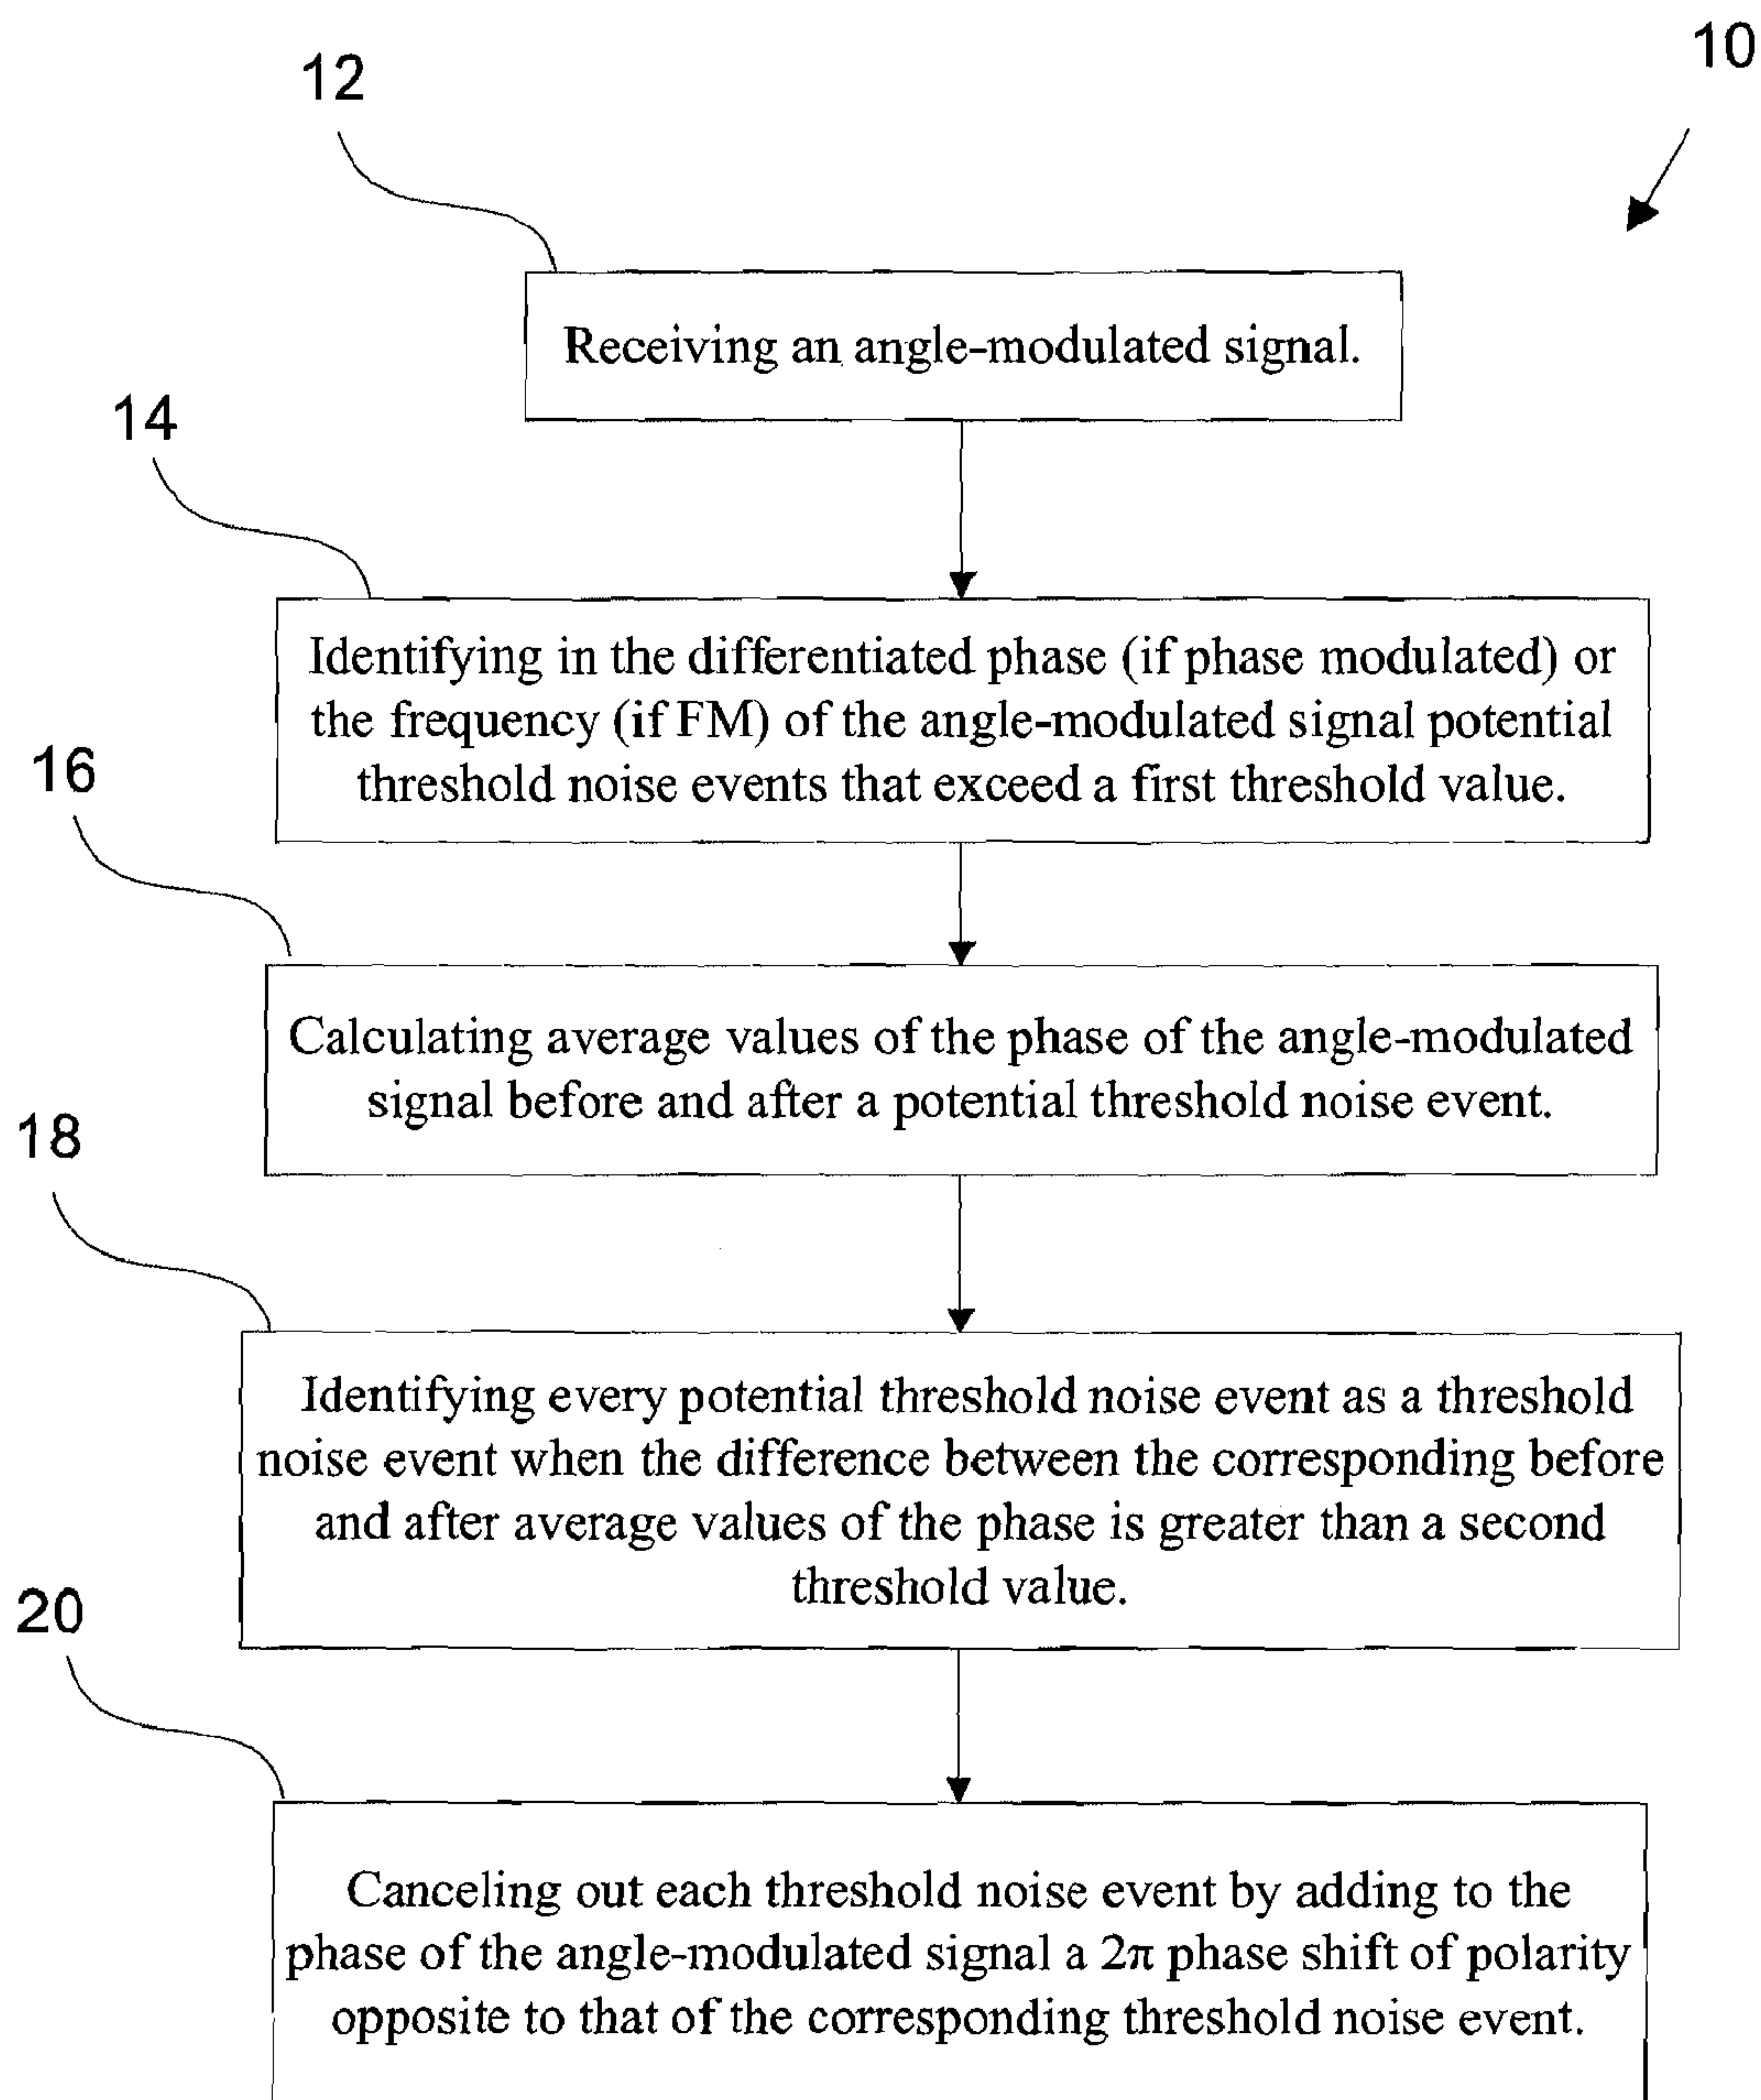 10
12
Receiving an angle-modulated signal.
14
Identifying in the differentiated phase (if phase modulated) or
the frequency (if FM) of the angle-modulated signal potential
threshold noise events that exceed a first threshold value.
16
Calculating average values of the phase of the angle-modulated
signal before and after a potential threshold noise event.
18
Identifying every potential threshold noise event as a threshold
noise event when the difference between the corresponding before
and after average values of the phase is greater than a second
threshold value.
20
Canceling out each threshold noise event by adding to the
phase of the angle-modulated signal a 2π phase shift of polarity
opposite to that of the corresponding threshold noise event.